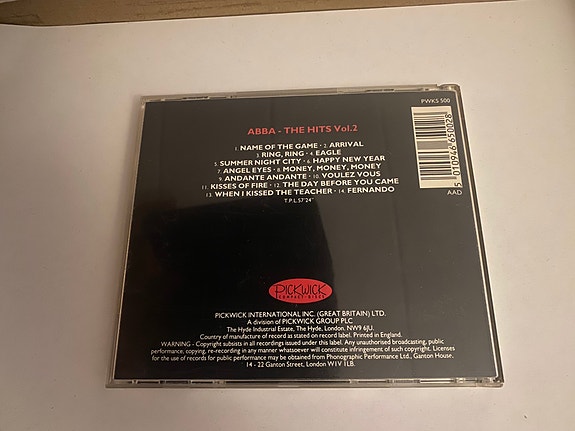 PWKS 500
ABBA - THE HITS Vol.2
1. NAME OF THE GAME · 2. ARRIVAL
3. RING, RING · 4. EAGLE
5. SUMMER NIGHT CITY · 6. HAPPY NEW YEAR
7. ANGEL EYES · 8. MONEY, MONEY, MONEY
9. ANDANTE ANDANTE · 10. VOULEZ VOUS
11. KISSES OF FIRE · 12. THE DAY BEFORE YOU CAME
13. WHEN I KISSED THE TEACHER · 14. FERNANDO
T.P.L. 57'24"
5 010946 650028
AAD
PICKWICK
COMPACT·DISCS
PICKWICK INTERNATIONAL INC. (GREAT BRITAIN) LTD.
A division of PICKWICK GROUP PLC
The Hyde Industrial Estate, The Hyde, London, NW9 6JU.
Country of manufacture of record as stated on record label. Printed in England.
WARNING - Copyright subsists in all recordings issued under this label. Any unauthorised broadcasting, public
performance, copying, re-recording in any manner whatsoever will constitute infringement of such copyright. Licenses
for the use of records for public performance may be obtained from Phonographic Performance Ltd., Ganton House,
14 - 22 Ganton Street, London W1V 1LB.